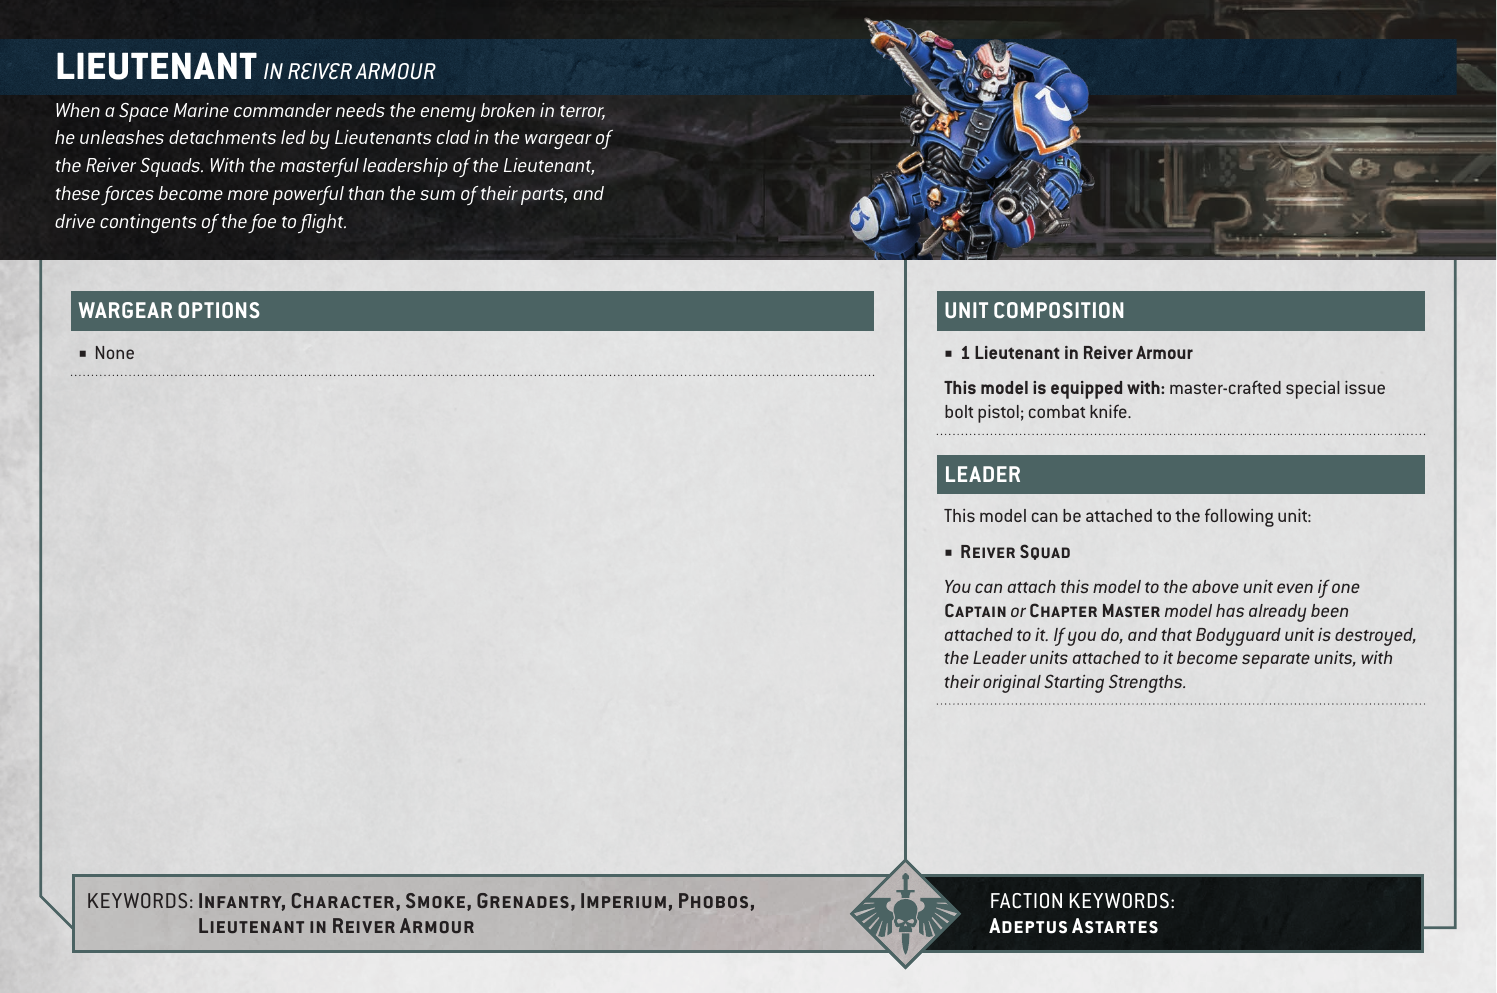 LIEUTENANT IN REIVER ARMOUR
When a Space Marine commander needs the enemy broken in terror,
he unleashes detachments led by Lieutenants clad in the wargear of
the Reiver Squads. With the masterful leadership of the Lieutenant,
these forces become more powerful than the sum of their parts, and
drive contingents of the foe to flight.
WARGEAR OPTIONS
▪ None
UNIT COMPOSITION
▪ 1 Lieutenant in Reiver Armour
This model is equipped with: master-crafted special issue
bolt pistol; combat knife.
LEADER
This model can be attached to the following unit:
▪ Reiver Squad
You can attach this model to the above unit even if one
Captain or Chapter Master model has already been
attached to it. If you do, and that Bodyguard unit is destroyed,
the Leader units attached to it become separate units, with
their original Starting Strengths.
KEYWORDS: Infantry, Character, Smoke, Grenades, Imperium, Phobos,
Lieutenant in Reiver Armour
FACTION KEYWORDS:
Adeptus Astartes